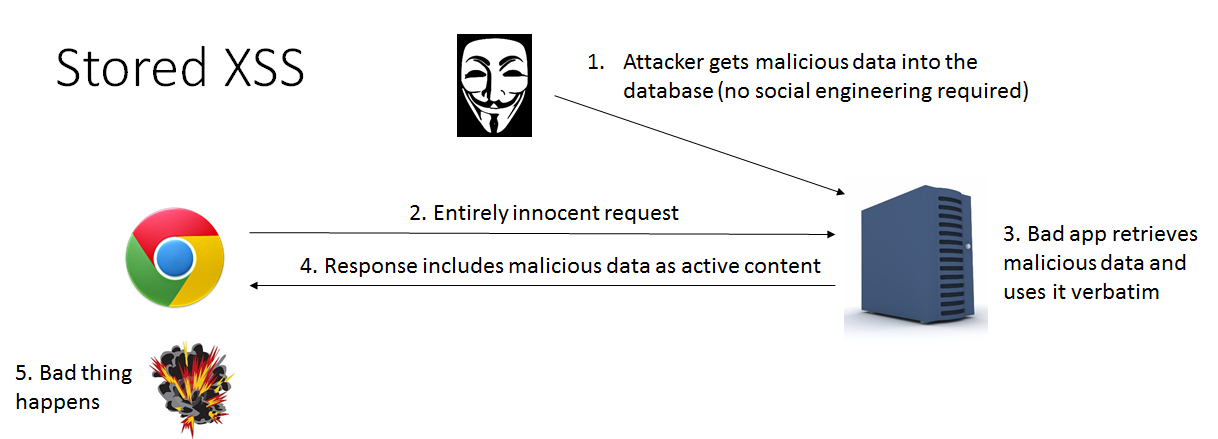 Stored XSS
1. Attacker gets malicious data into the
database (no social engineering required)
2. Entirely innocent request
3. Bad app retrieves
malicious data and
uses it verbatim
4. Response includes malicious data as active content
5. Bad thing
happens